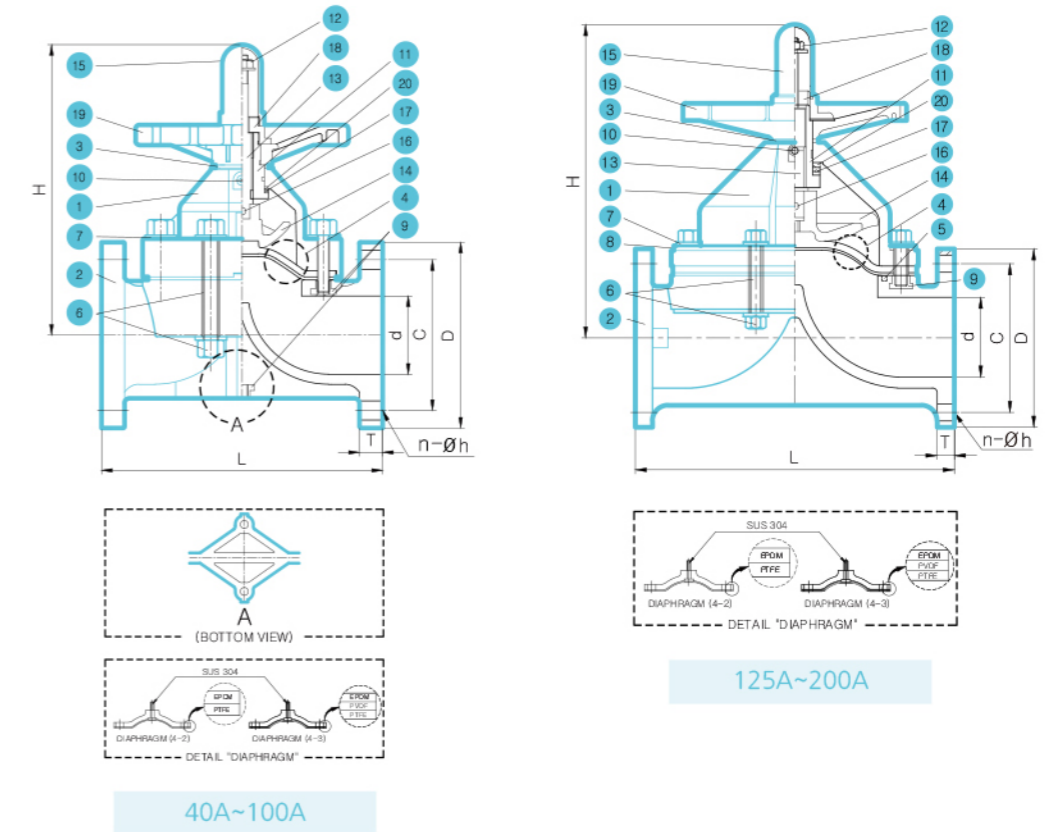 12
18
11
13
20
17
16
14
4
9
15
19
3
10
1
7
2
6
H
d
C
D
A
T
n-Øh
L
A
(BOTTOM VIEW)
SUS 304
EPDM
PTFE
EPDM
PVDF
PTFE
DIAPHRAGM (4-2)
DIAPHRAGM (4-3)
DETAIL "DIAPHRAGM"
40A~100A
12
18
11
20
17
16
14
4
5
9
15
19
3
10
13
1
7
8
6
2
H
d
C
D
T
n-Øh
L
SUS 304
EPDM
PTFE
EPDM
PVDF
PTFE
DIAPHRAGM (4-2)
DIAPHRAGM (4-3)
DETAIL "DIAPHRAGM"
125A~200A